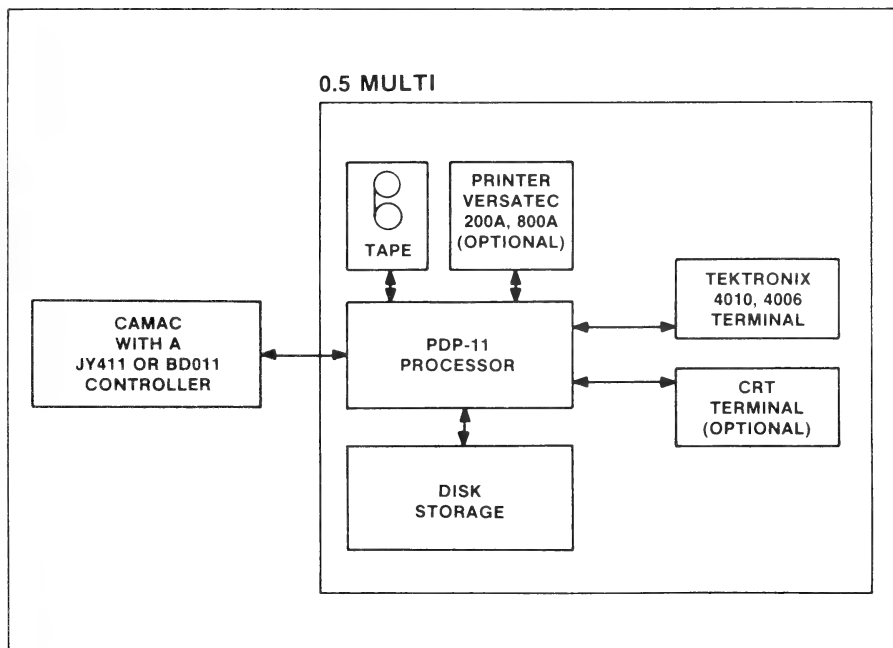 0.5 MULTI
TAPE
PRINTER
VERSATEC
200A, 800A
(OPTIONAL)
TEKTRONIX
4010, 4006
TERMINAL
CAMAC
WITH A
JY411 OR BD011
CONTROLLER
PDP-11
PROCESSOR
CRT
TERMINAL
(OPTIONAL)
DISK
STORAGE